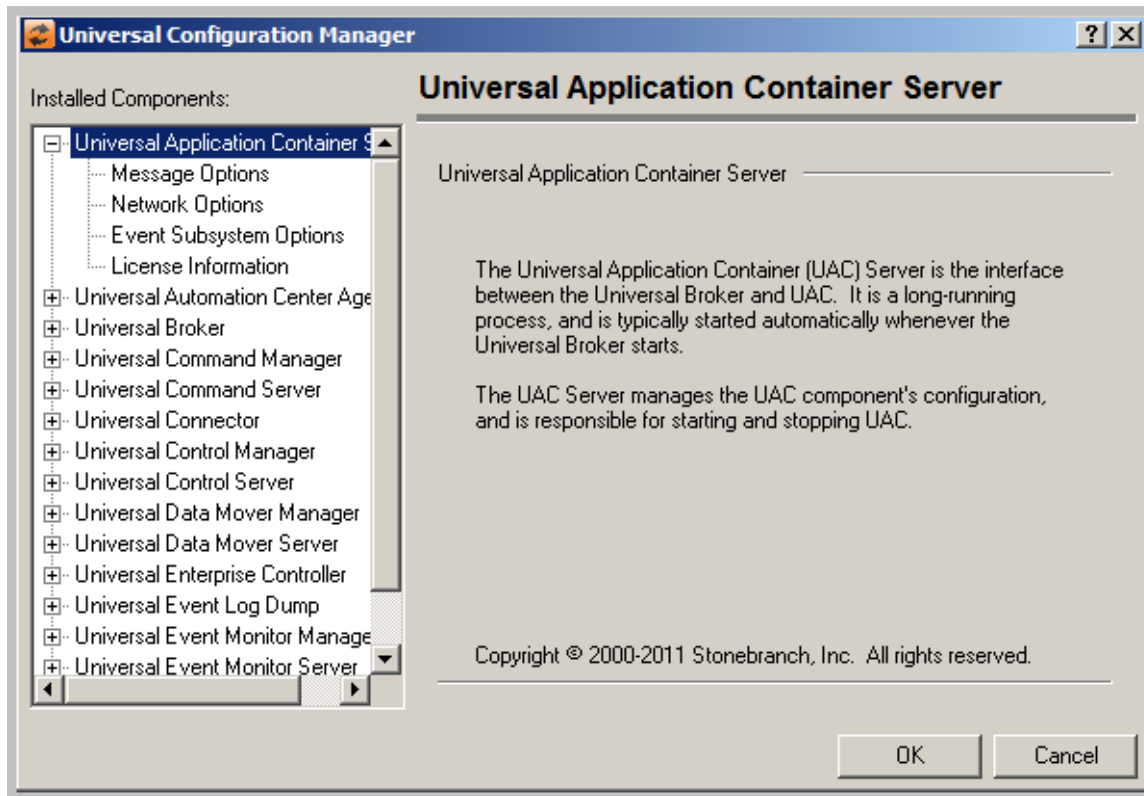 Universal Configuration Manager
Installed Components:
Universal Application Container S
Message Options
Network Options
Event Subsystem Options
License Information
Universal Automation Center Age
Universal Broker
Universal Command Manager
Universal Command Server
Universal Connector
Universal Control Manager
Universal Control Server
Universal Data Mover Manager
Universal Data Mover Server
Universal Enterprise Controller
Universal Event Log Dump
Universal Event Monitor Manage
Universal Event Monitor Server
Universal Application Container Server
Universal Application Container Server
The Universal Application Container (UAC) Server is the interface
between the Universal Broker and UAC.  It is a long-running
process, and is typically started automatically whenever the
Universal Broker starts.
The UAC Server manages the UAC component's configuration,
and is responsible for starting and stopping UAC.
Copyright © 2000-2011 Stonebranch, Inc.  All rights reserved.
OK
Cancel